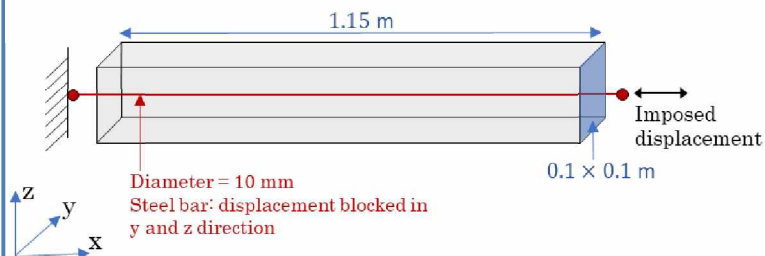 1.15 m
Imposed
displacement
0.1 × 0.1 m
Diameter = 10 mm
Steel bar: displacement blocked in
y and z direction
z
y
x